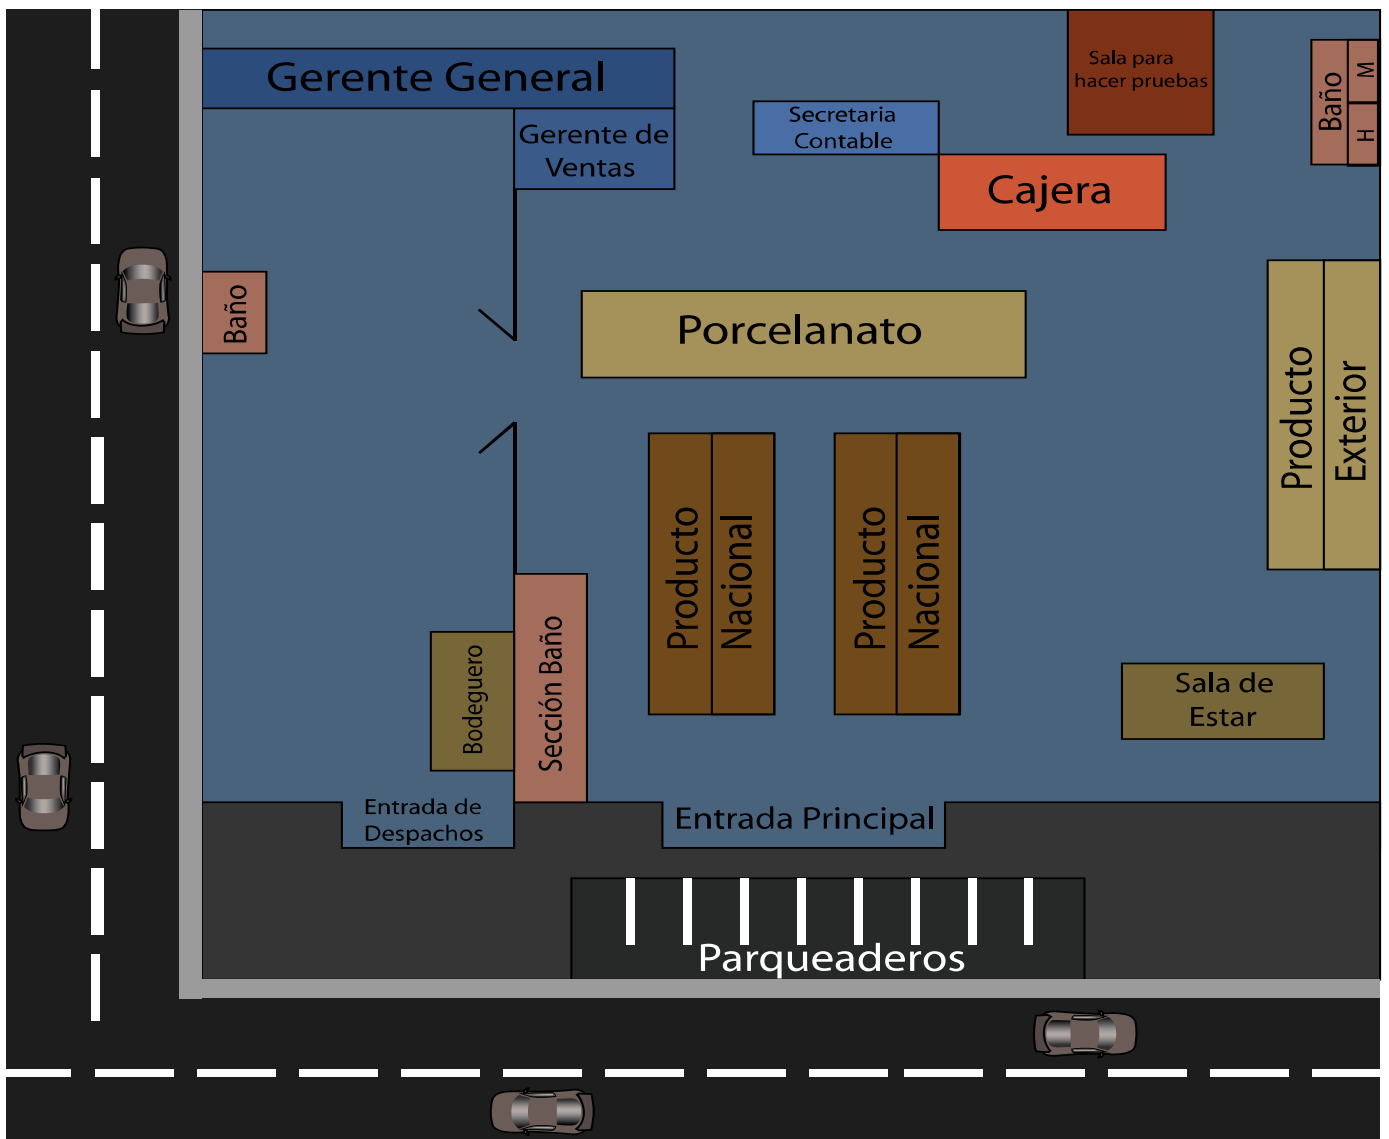 Gerente General
Gerente de
Ventas
Secretaria
Contable
Sala para
hacer pruebas
Cajera
Baño
M
H
Baño
Porcelanato
Producto
Exterior
Producto
Nacional
Producto
Nacional
Bodeguero
Sección Baño
Sala de
Estar
Entrada de
Despachos
Entrada Principal
Parqueaderos